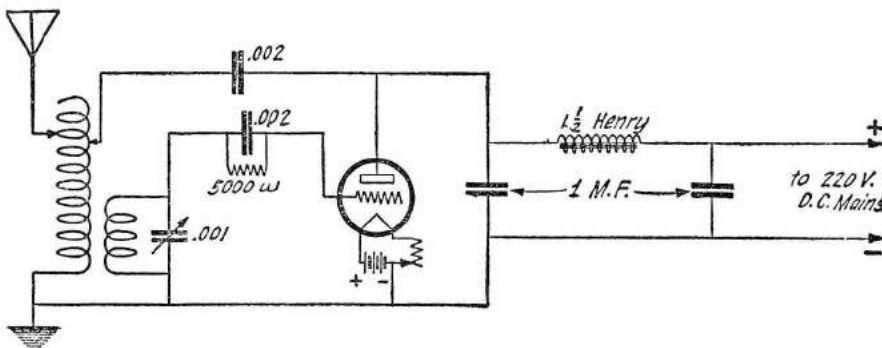 .002
.002
5000 ω
.001
+ -
1½ Henry
1 M.F.
+
to 220 V.
D.C. Mains
-